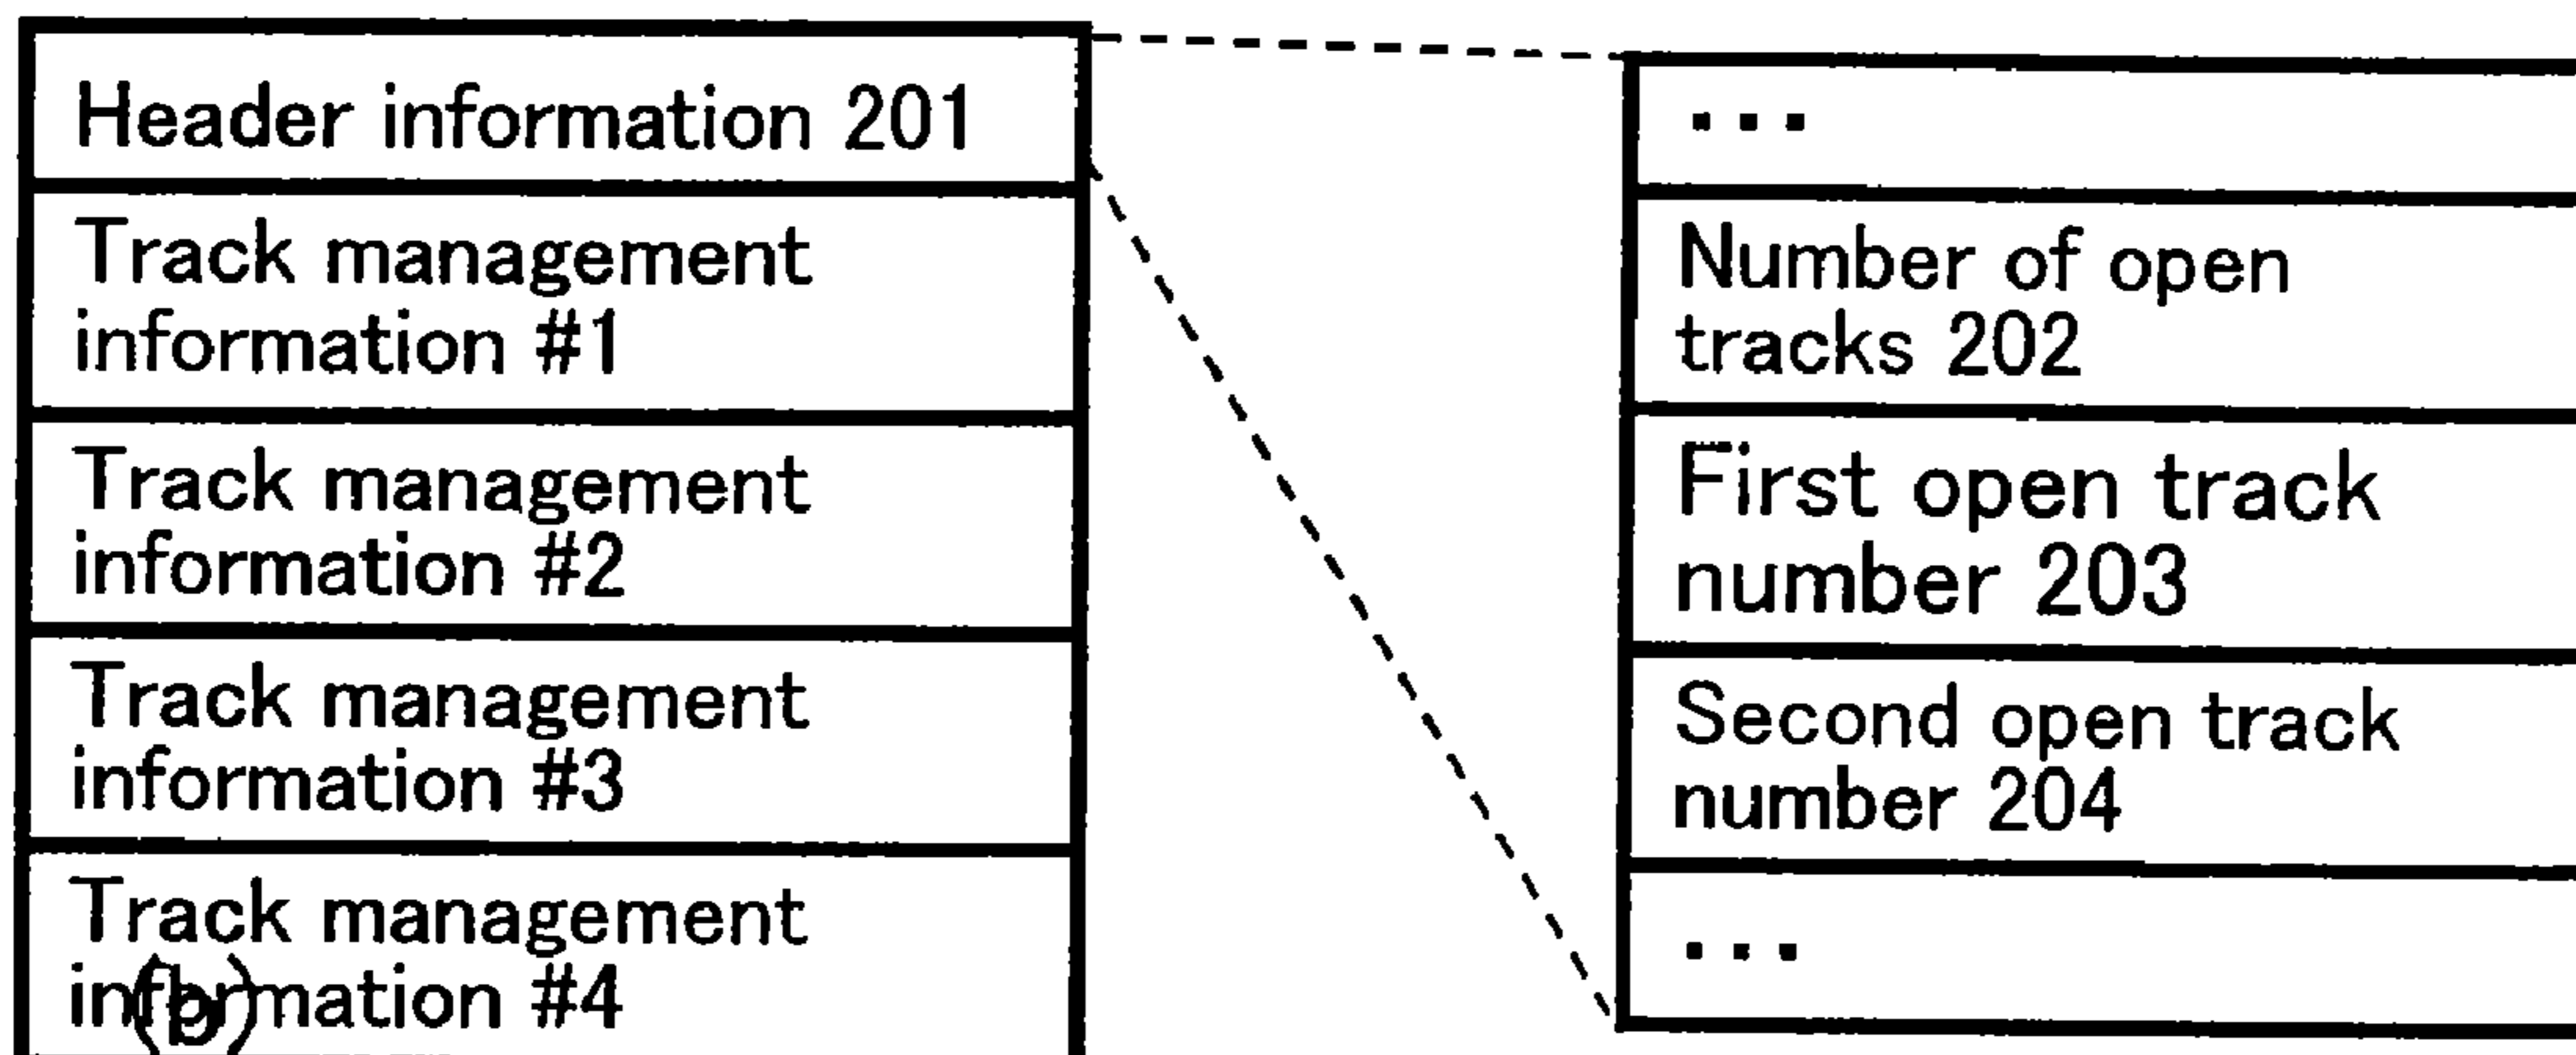 Header information 201
Track management
information #1
Track management
information #2
Track management
information #3
Track management
information #4
(b)
...
Number of open
tracks 202
First open track
number 203
Second open track
number 204
...